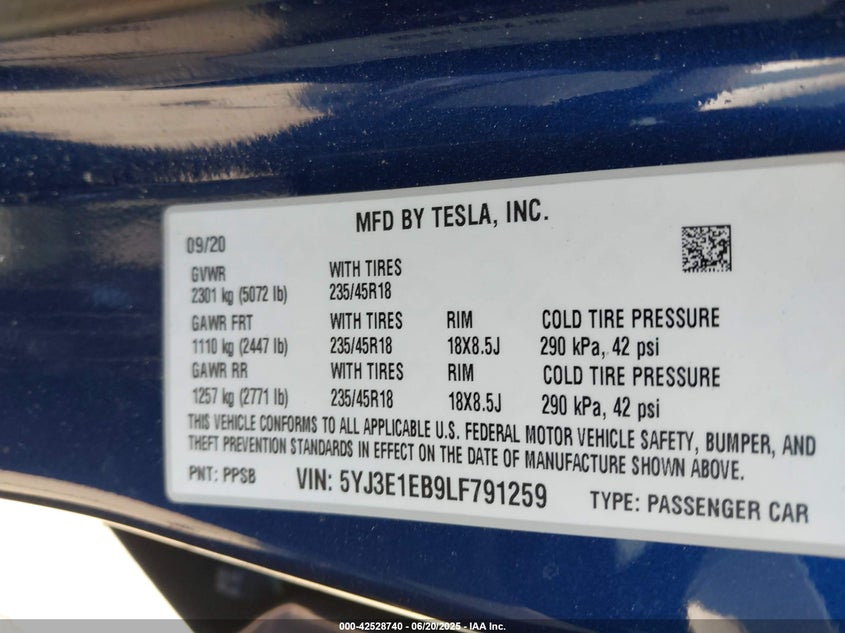 MFD BY TESLA, INC.
09/20
GVWR WITH TIRES
2301 kg (5072 lb) 235/45R18
GAWR FRT WITH TIRES RIM COLD TIRE PRESSURE
1110 kg (2447 lb) 235/45R18 18X8.5J 290 kPa, 42 psi
GAWR RR WITH TIRES RIM COLD TIRE PRESSURE
1257 kg (2771 lb) 235/45R18 18X8.5J 290 kPa, 42 psi
THIS VEHICLE CONFORMS TO ALL APPLICABLE U.S. FEDERAL MOTOR VEHICLE SAFETY, BUMPER, AND
THEFT PREVENTION STANDARDS IN EFFECT ON THE DATE OF MANUFACTURE SHOWN ABOVE.
PNT: PPSB VIN: 5YJ3E1EB9LF791259 TYPE: PASSENGER CAR
000-42528740 - 06/20/2025 - IAA Inc.